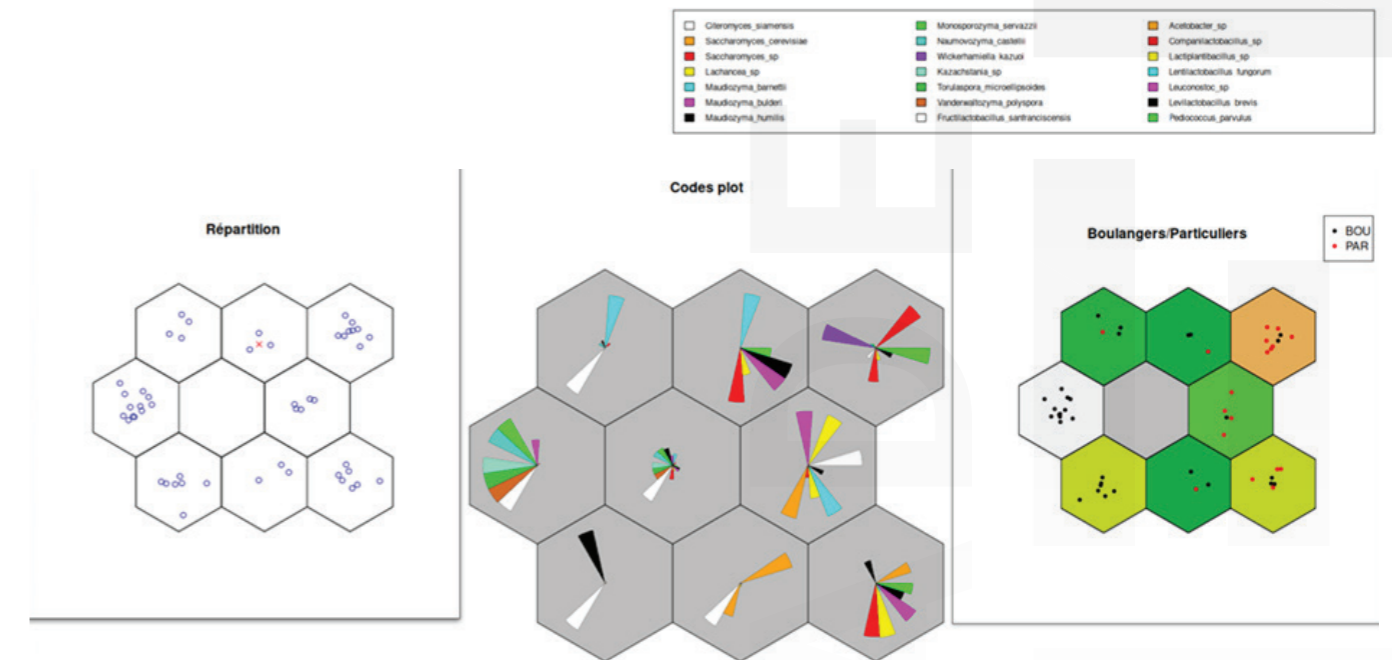 Citeromyces_siamensis
Saccharomyces_cerevisiae
Saccharomyces_sp
Lachancea_sp
Maudiozyma_barnettii
Maudiozyma_bulderi
Maudiozyma_humilis
Monosporozyma_servazzii
Naumovozyma_castellii
Wickerhamiella_kazuoi
Kazachstania_sp
Torulaspora_microellipsoides
Vanderwaltozyma_polyspora
Fructilactobacillus_sanfranciscensis
Acetobacter_sp
Companilactobacillus_sp
Lactiplantibacillus_sp
Lentilactobacillus_fungorum
Leuconostoc_sp
Levilactobacillus_brevis
Pediococcus_parvulus
Répartition
Codes plot
Boulangers/Particuliers
BOU
PAR